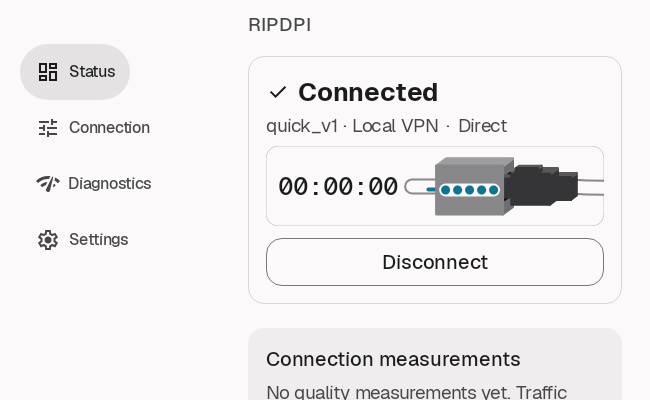 RIPDPI
Status
Connected
Connection
quick_v1 · Local VPN · Direct
Diagnostics
00:00:00
Settings
Disconnect
Connection measurements
No quality measurements yet. Traffic